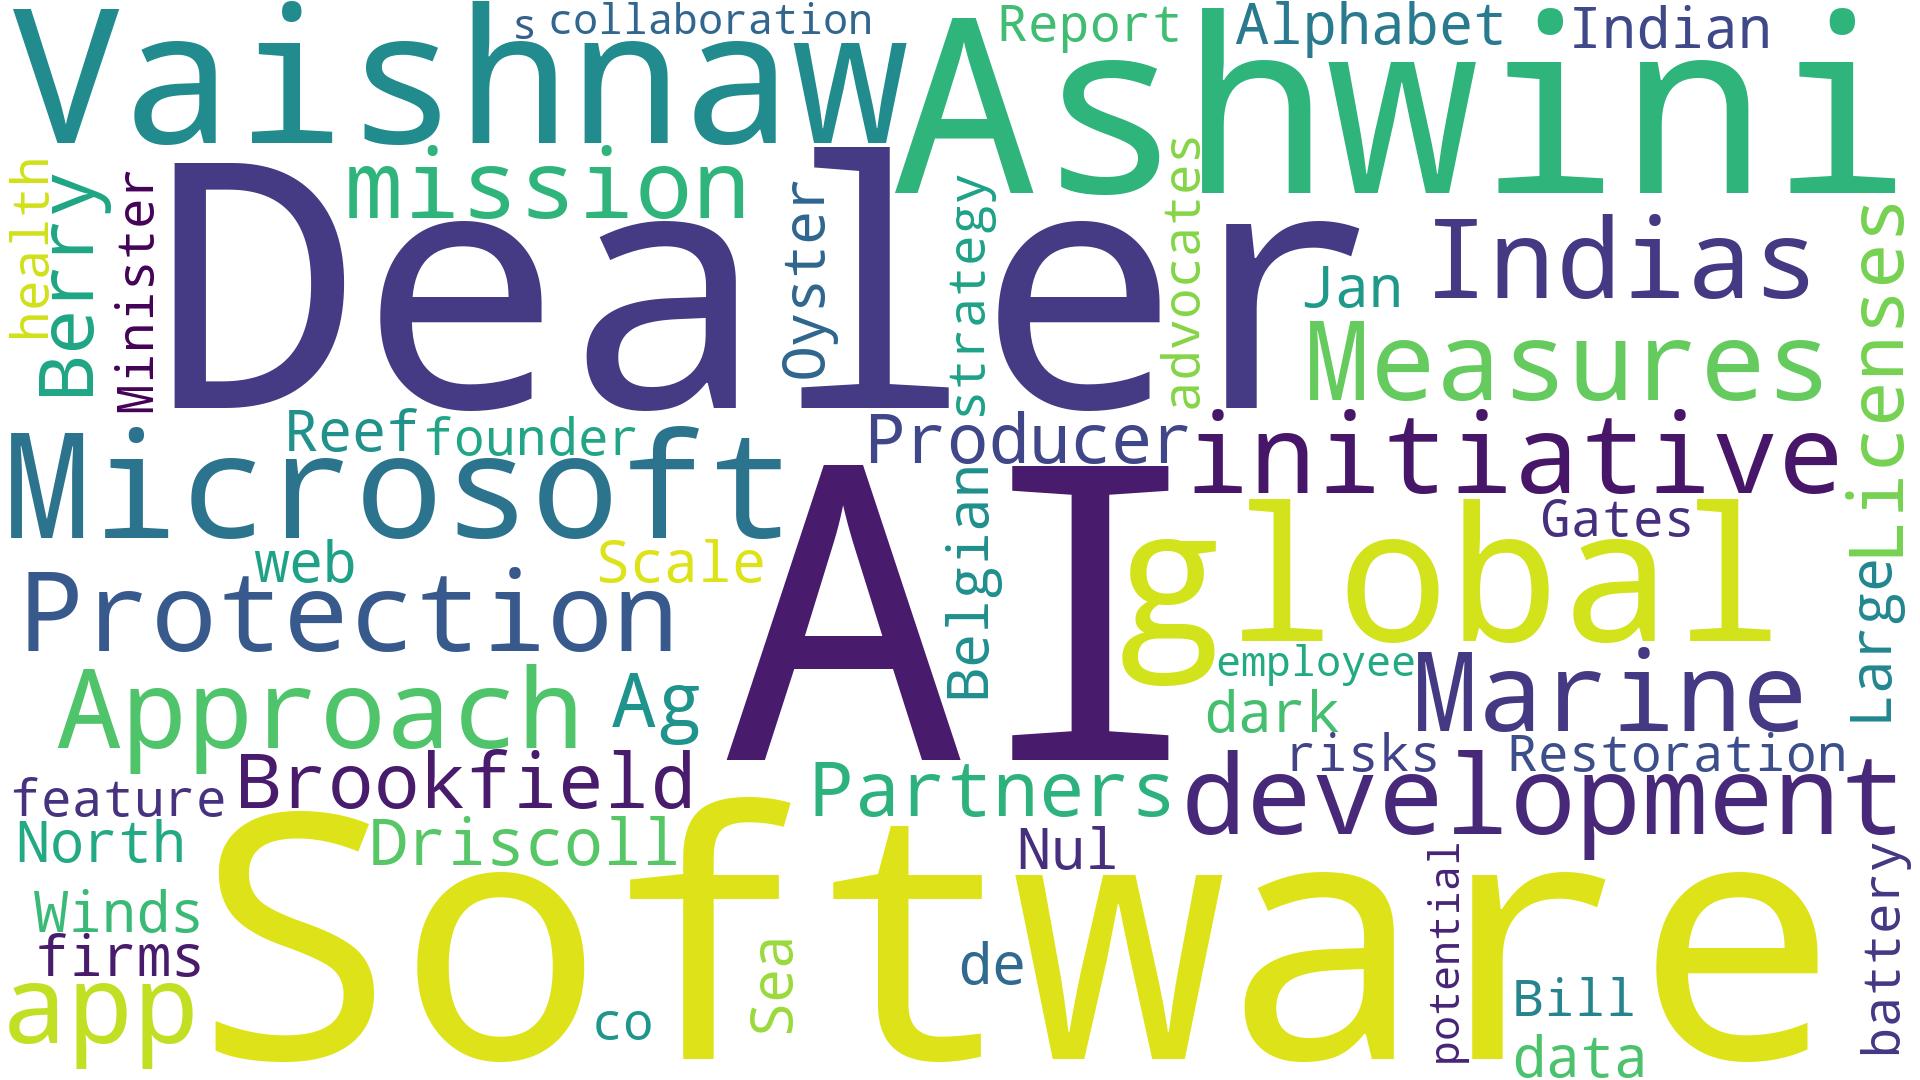 Vaishnaw
s
collaboration
Report
Alphabet
Indian
Ashwini
health
Berry
Minister
mission
Dealer
Oyster
strategy
advocates
Jan
Indias
Measures
Licenses
Reef
founder
Producer
initiative
Microsoft
Belgian
Gates
web
Scale
AI
global
Large
Protection
employee
Approach
Ag
dark
Marine
risks
Restoration
feature
Brookfield
Partners
development
North
Driscoll
Nul
Software
Winds
firms
app
co
Sea
de
potential
Bill
data
battery